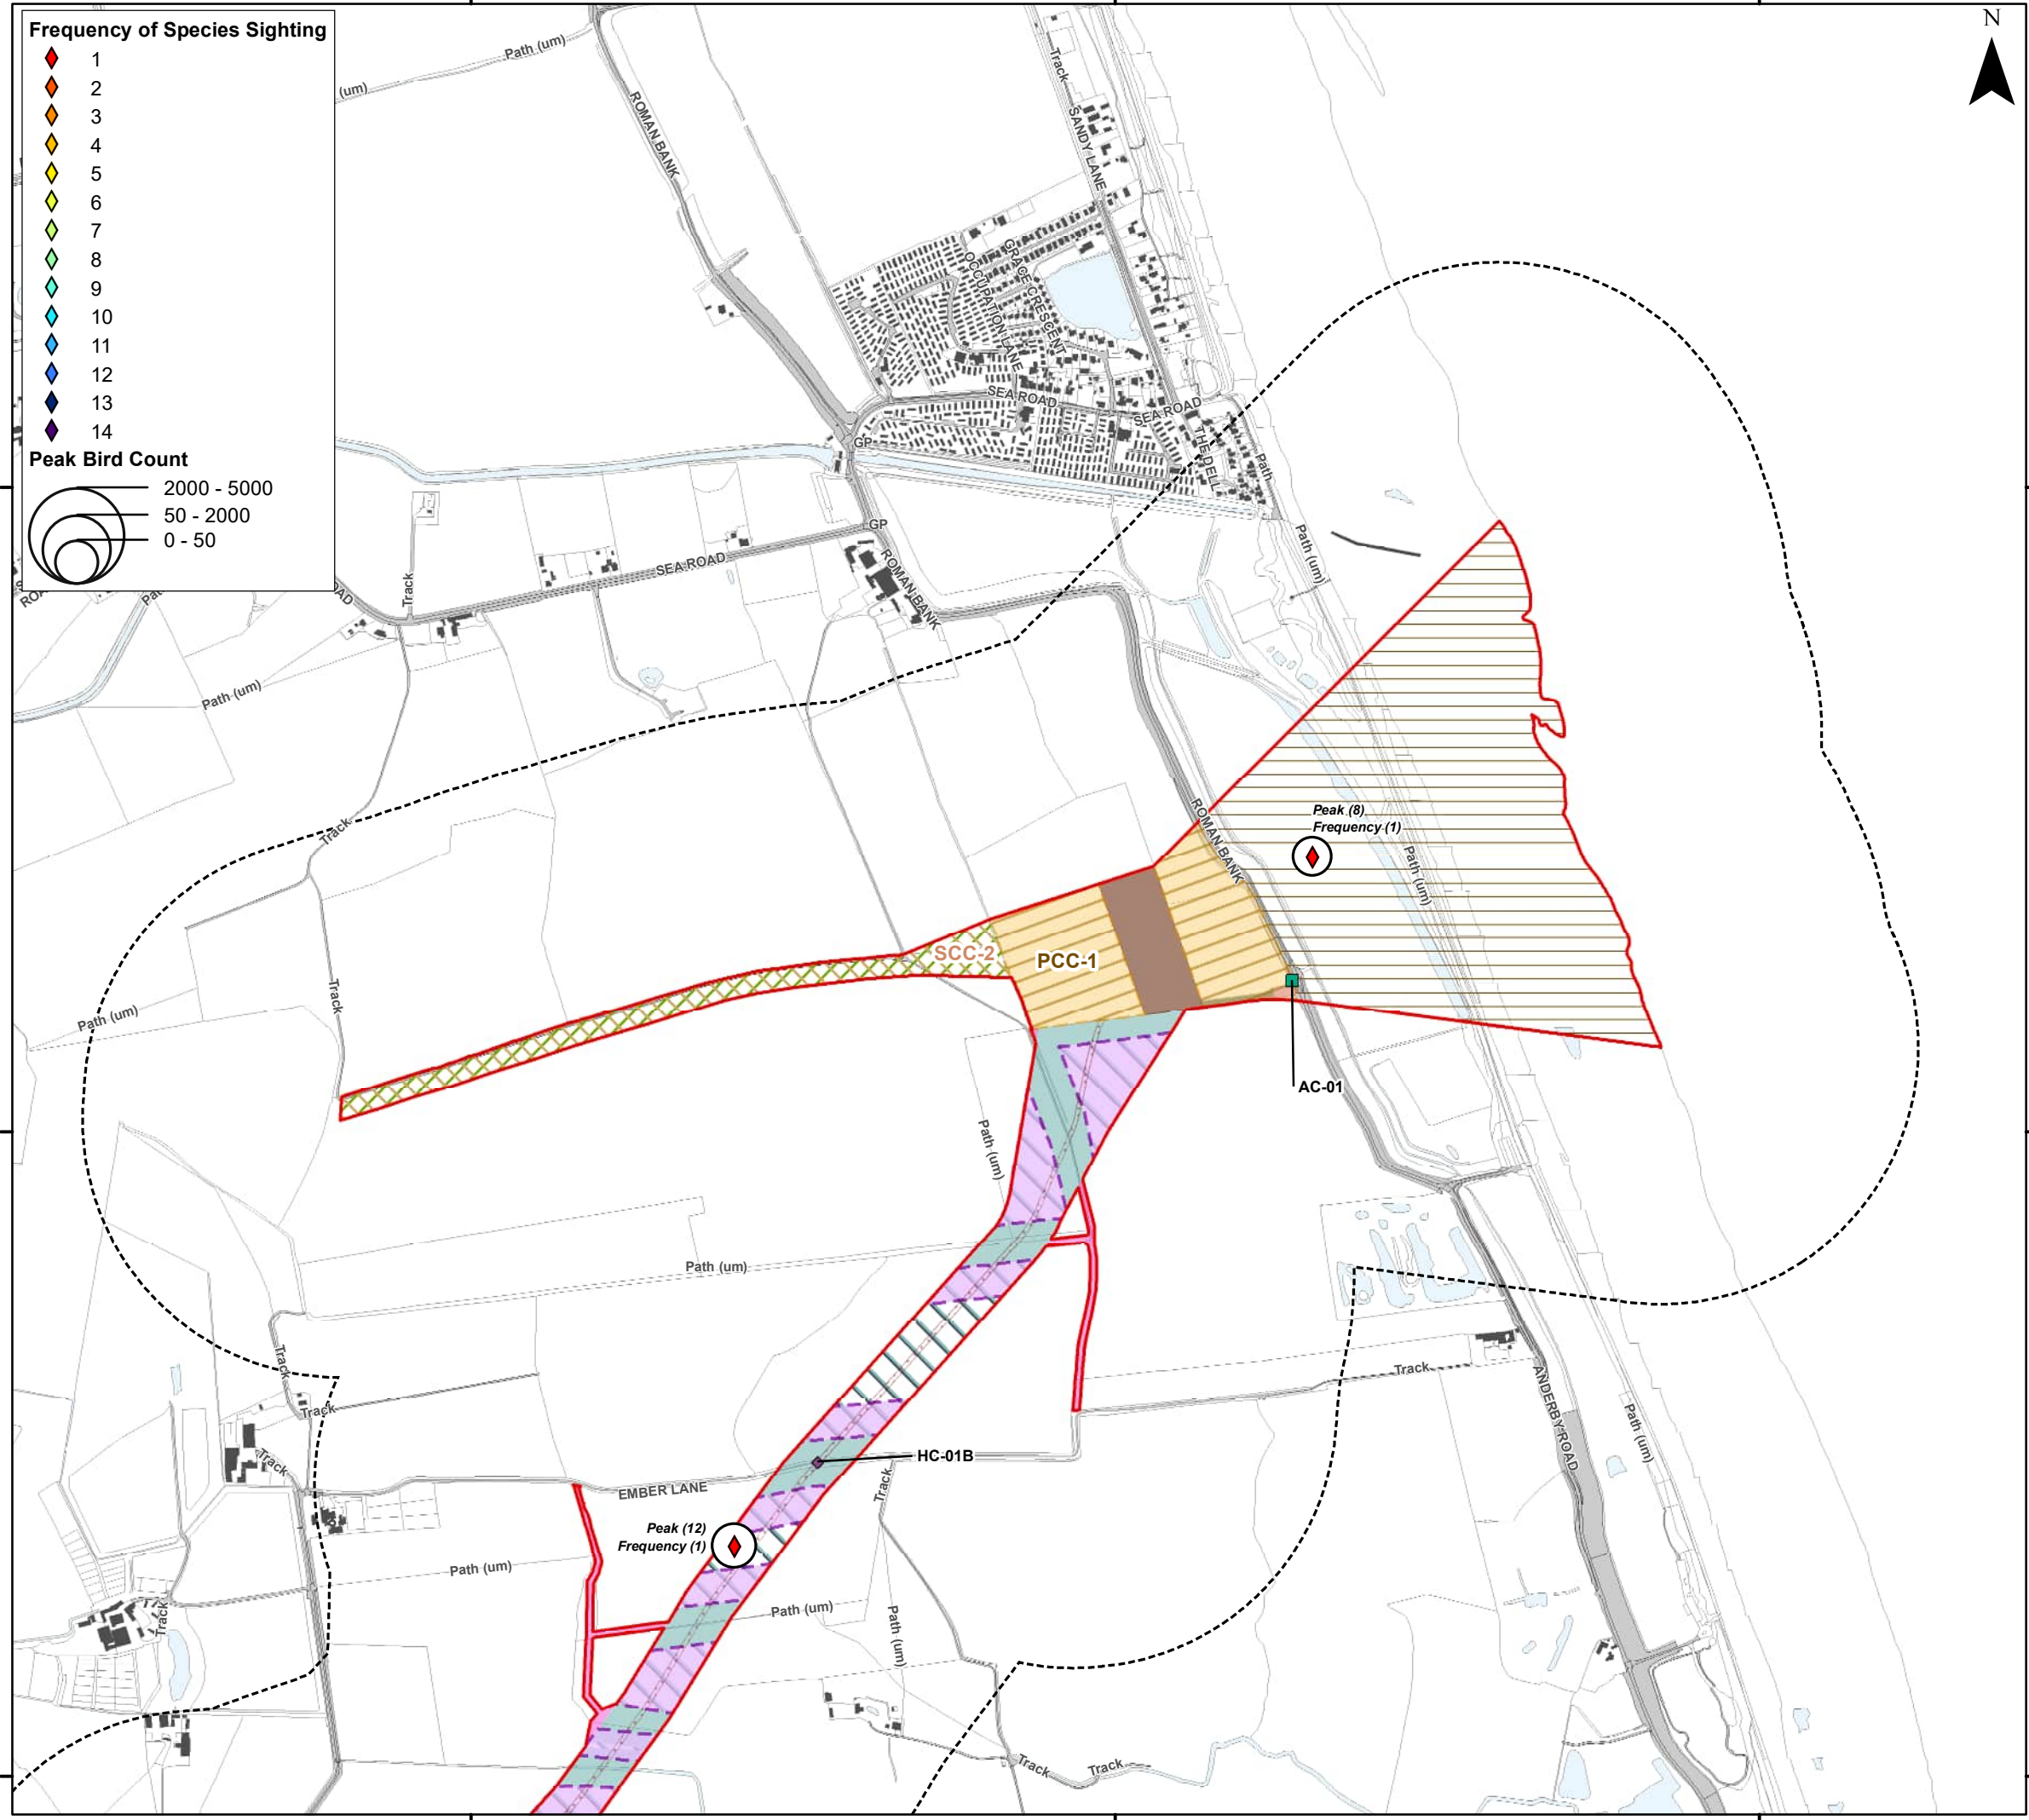 Frequency of Species Sighting
1
2
3
4
5
6
7
8
9
10
11
12
13
14
Peak Bird Count
2000 - 5000
50 - 2000
0 - 50
N
Path (um)
(um)
ROMAN BANK
Track
SANDY LANE
GRACE CRESCENT
OCCUPATION LANE
SEA ROAD
SEA ROAD
THE DELL
Path
GP
GP
SEA ROAD
ROMAN BANK
Track
Path (um)
Path (um)
Track
ROMAN BANK
Peak (8)
Frequency (1)
Path (um)
SCC-2
PCC-1
Track
Path (um)
AC-01
Path (um)
Path (um)
Track
Track
Track
Track
ANDERBY ROAD
Path (um)
HC-01B
EMBER LANE
Track
Peak (12)
Frequency (1)
Path (um)
Path (um)
Path (um)
Track
Track
Track